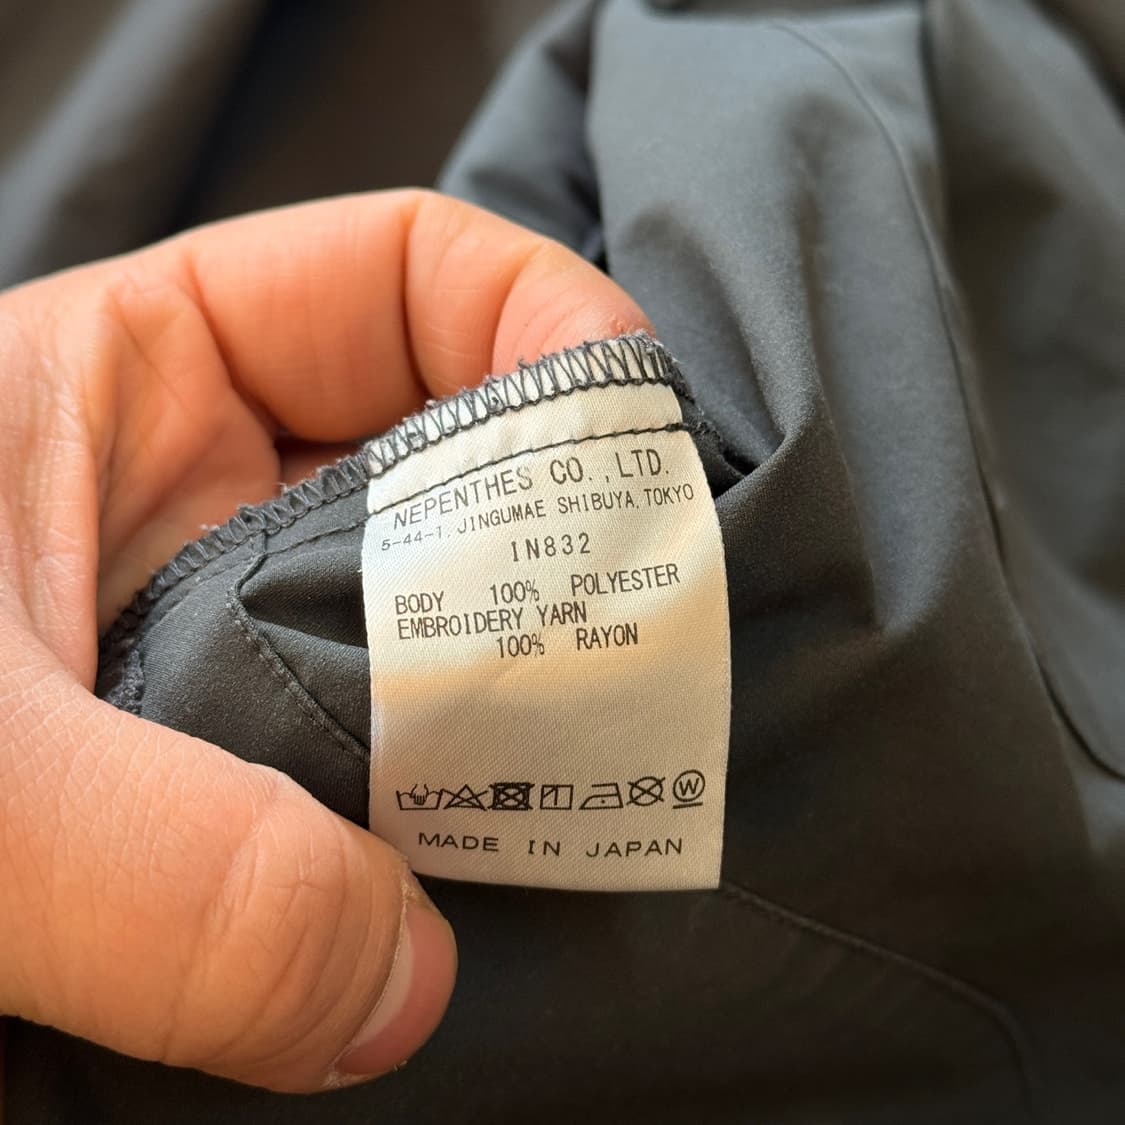 NEPENTHES CO.,LTD.
5-44-1, JINGUMAE SHIBUYA, TOKYO
IN832
BODY 100% POLYESTER
EMBROIDERY YARN
100% RAYON
W
MADE IN JAPAN